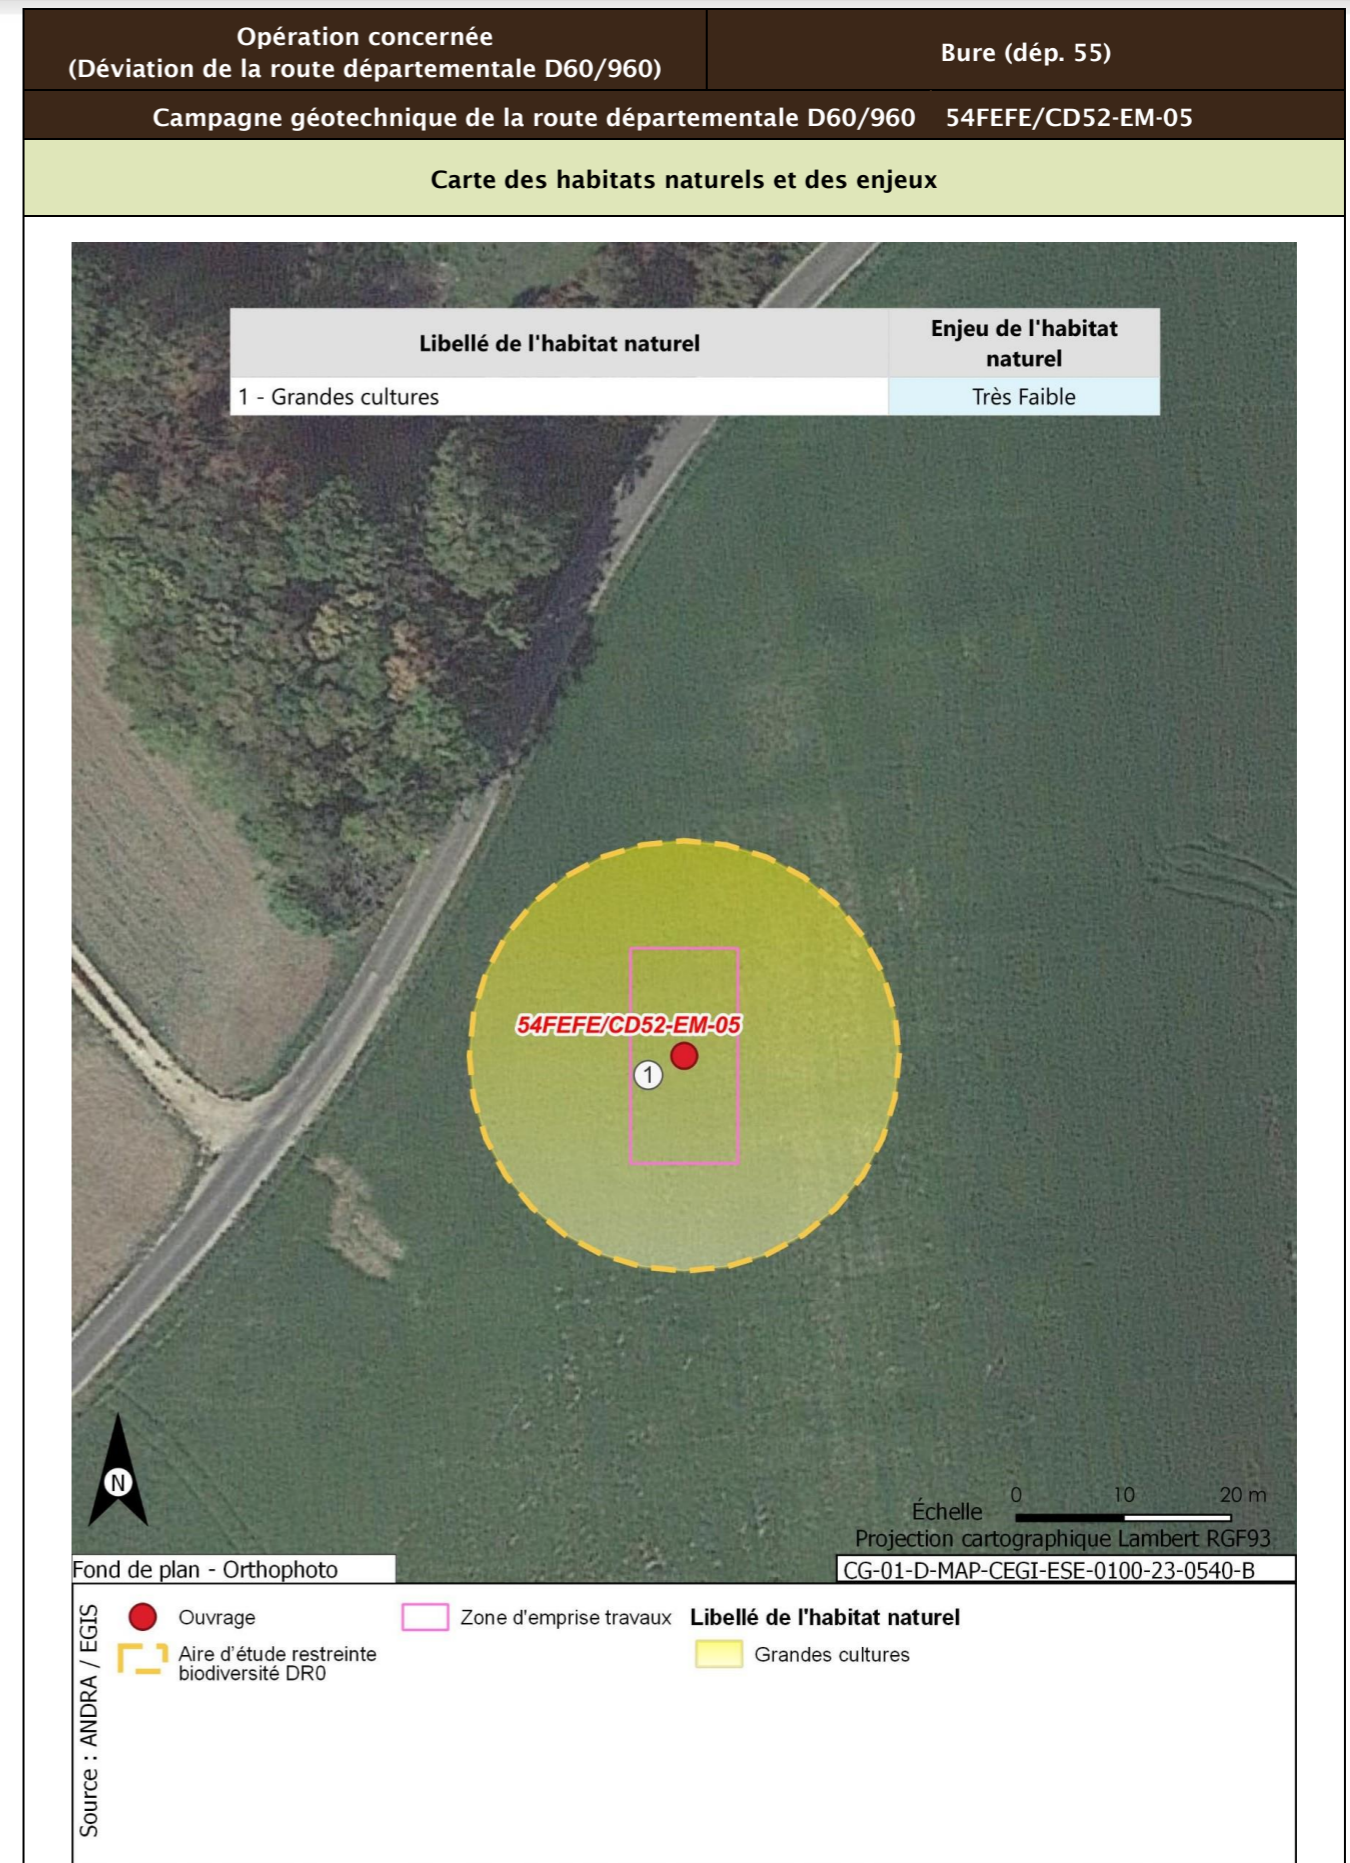 Opération concernée
(Déviation de la route départementale D60/960)
Bure (dép. 55)
Campagne géotechnique de la route départementale D60/960 54FEFE/CD52-EM-05
Carte des habitats naturels et des enjeux
Libellé de l'habitat naturel
Enjeu de l'habitat
naturel
1 - Grandes cultures
Très Faible
54FEFE/CD52-EM-05
1
N
0 10 20 m
Échelle
Projection cartographique Lambert RGF93
Fond de plan - Orthophoto
CG-01-D-MAP-CEGI-ESE-0100-23-0540-B
Source : ANDRA / EGIS
Ouvrage
Aire d'étude restreinte
biodiversité DR0
Zone d'emprise travaux
Libellé de l'habitat naturel
Grandes cultures